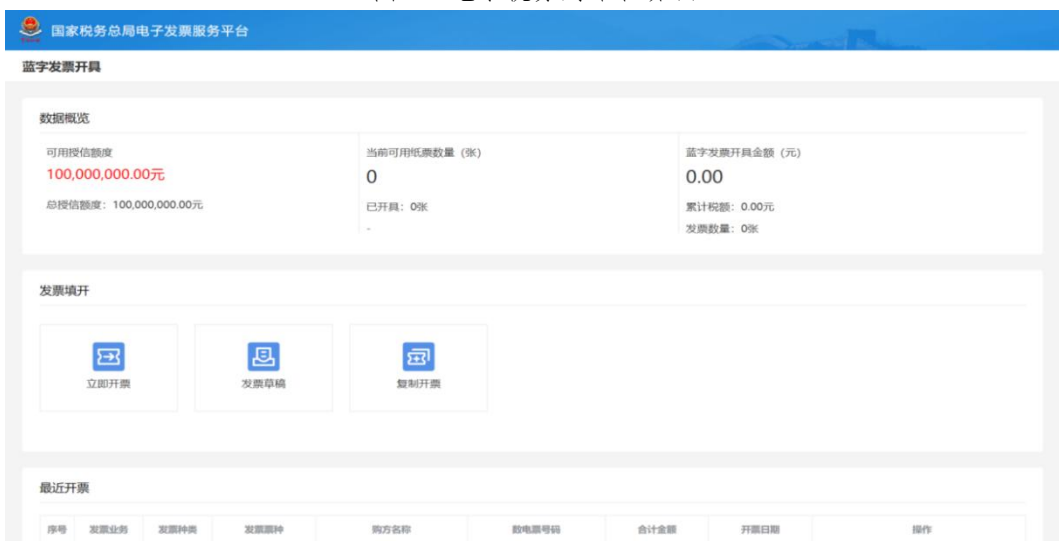 国家税务总局电子发票服务平台
蓝字发票开具
数据概览
可用授信额度
100,000,000.00元
总授信额度：100,000,000.00元
当前可用纸票数量（张）
0
已开具：0张
-
蓝字发票开具金额（元）
0.00
累计税额：0.00元
发票数量：0张
发票填开
立即开票 发票草稿 复制开票
最近开票
序号 发票业务 发票种类 发票票种 购方名称 数电票号码 合计金额 开票日期 操作